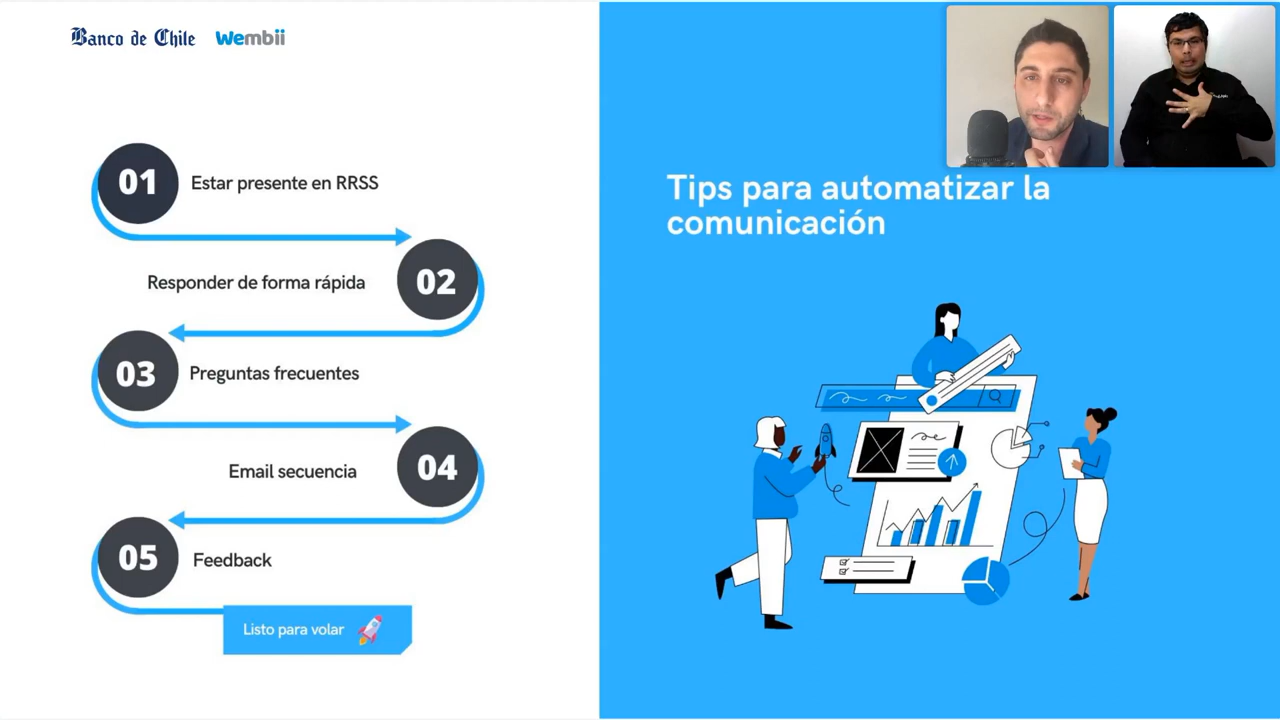 Banco de Chile Wembii
01 Estar presente en RRSS
Responder de forma rápida 02
03 Preguntas frecuentes
Email secuencia 04
05 Feedback
Listo para volar
Tips para automatizar la
comunicación